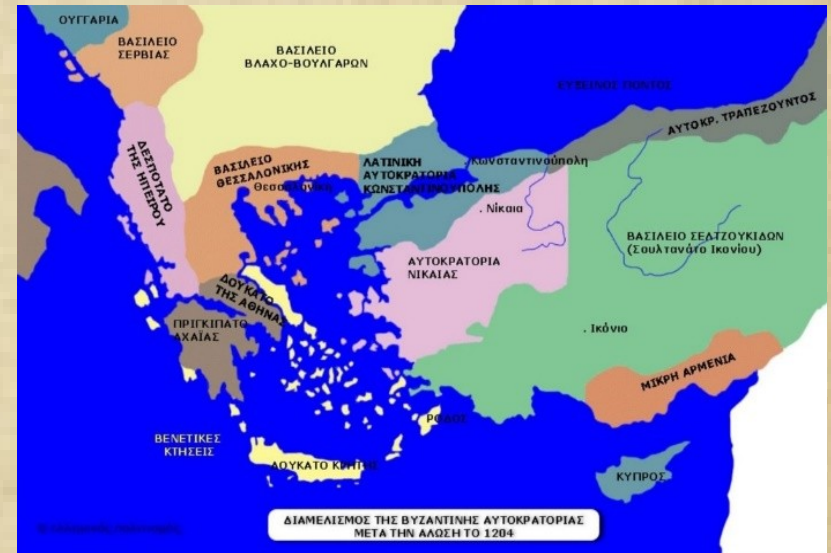 ΟΥΓΓΑΡΙΑ
ΒΑΣΙΛΕΙΟ
ΣΕΡΒΙΑΣ
ΒΑΣΙΛΕΙΟ
ΒΛΑΧΟ-ΒΟΥΛΓΑΡΩΝ
ΕΥΞΕΙΝΟΣ ΠΟΝΤΟΣ
ΑΥΤΟΚΡ. ΤΡΑΠΕΖΟΥΝΤΟΣ
ΔΕΣΠΟΤΑΤΟ
ΤΗΣ ΗΠΕΙΡΟΥ
ΒΑΣΙΛΕΙΟ
ΘΕΣΣΑΛΟΝΙΚΗΣ
Θεσσαλονίκη
ΛΑΤΙΝΙΚΗ
ΑΥΤΟΚΡΑΤΟΡΙΑ
ΚΩΝΣΤΑΝΤΙΝΟΥΠΟΛΗΣ
. Κωνσταντινούπολη
. Νίκαια
ΑΥΤΟΚΡΑΤΟΡΙΑ
ΝΙΚΑΙΑΣ
ΒΑΣΙΛΕΙΟ ΣΕΛΤΖΟΥΚΙΔΩΝ
(Σουλτανάτο Ικονίου)
ΔΟΥΚΑΤΟ
ΤΗΣ ΑΘΗΝΑΣ
ΠΡΙΓΚΙΠΑΤΟ
ΑΧΑΪΑΣ
. Ικόνιο
ΜΙΚΡΗ ΑΡΜΕΝΙΑ
ΒΕΝΕΤΙΚΕΣ
ΚΤΗΣΕΙΣ
ΡΟΔΟΣ
ΔΟΥΚΑΤΟ ΚΡΗΤΗΣ
ΚΥΠΡΟΣ
ΔΙΑΜΕΛΙΣΜΟΣ ΤΗΣ ΒΥΖΑΝΤΙΝΗΣ ΑΥΤΟΚΡΑΤΟΡΙΑΣ
ΜΕΤΑ ΤΗΝ ΑΛΩΣΗ ΤΟ 1204